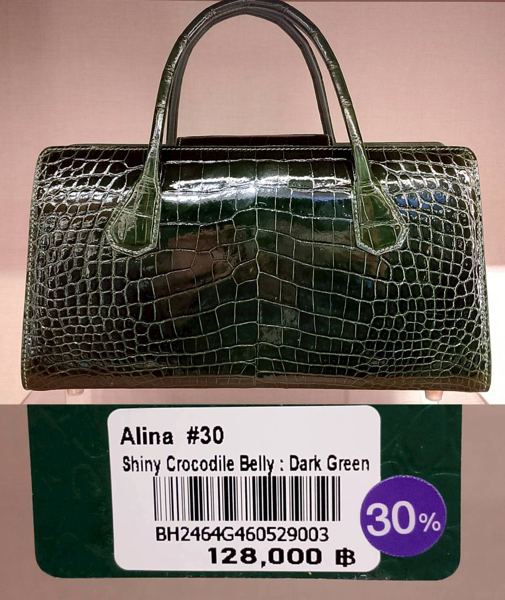 Alina #30
Shiny Crocodile Belly : Dark Green
BH2464G460529003
128,000 ฿
30%